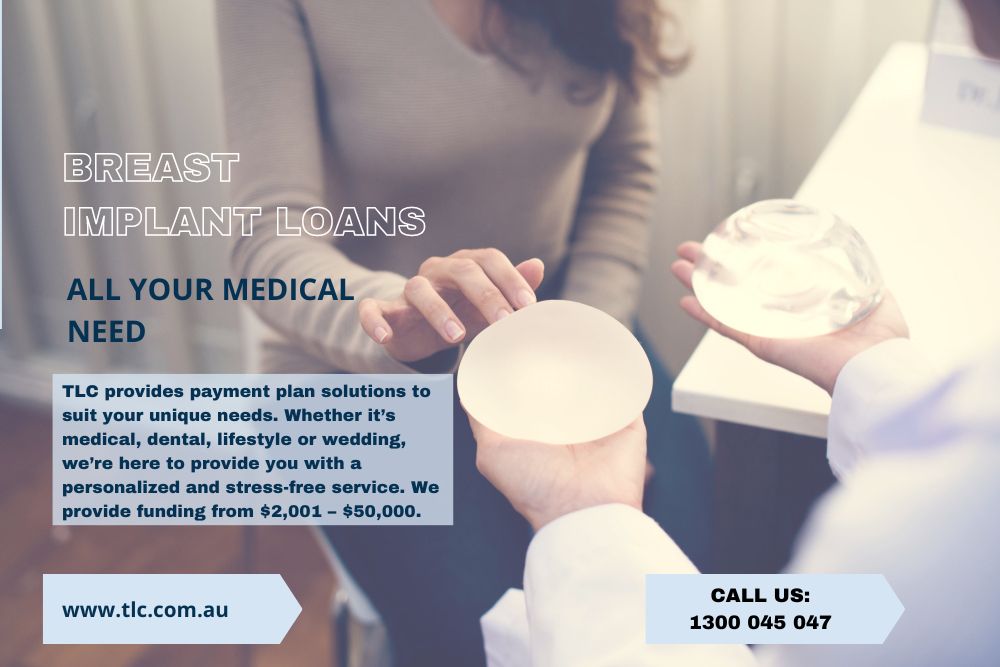 BREAST
IMPLANT LOANS
ALL YOUR MEDICAL
NEED
TLC provides payment plan solutions to
suit your unique needs. Whether it's
medical, dental, lifestyle or wedding,
we're here to provide you with a
personalized and stress-free service. We
provide funding from $2,001 – $50,000.
www.tlc.com.au
CALL US:
1300 045 047